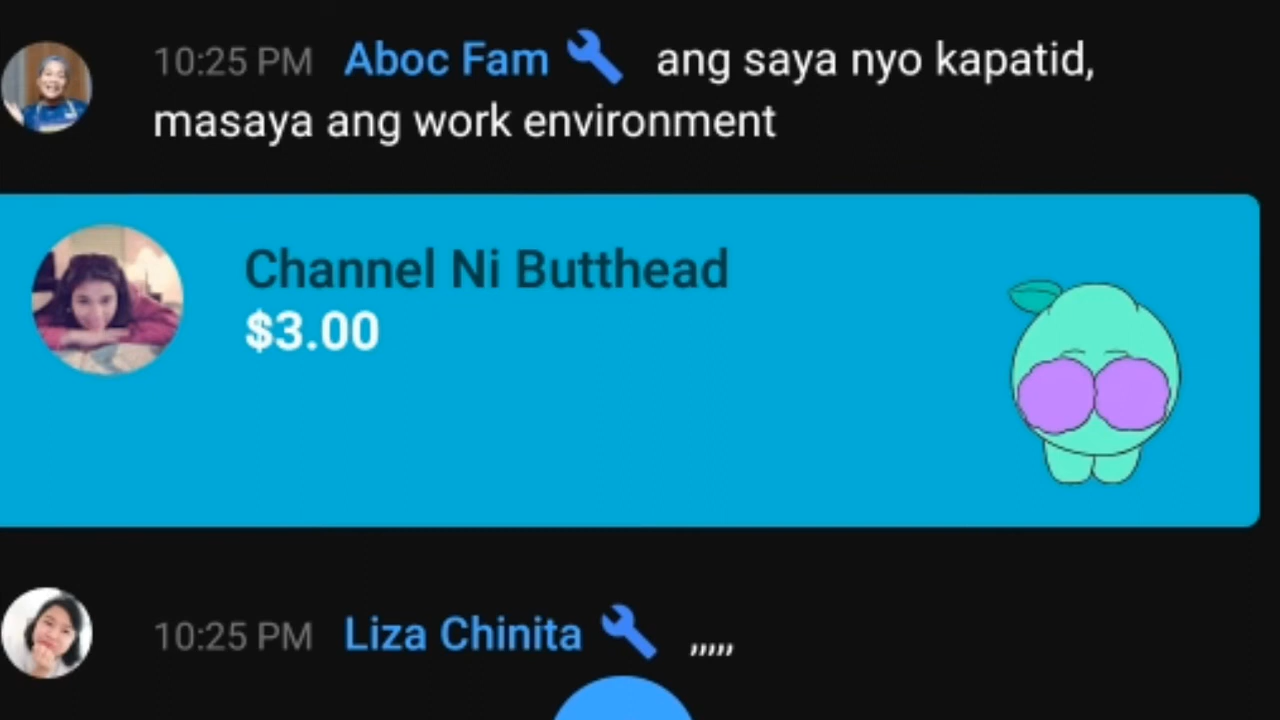 10:25 PM Aboc Fam ang saya nyo kapatid,
masaya ang work environment
Channel Ni Butthead
$3.00
10:25 PM Liza Chinita ,,,,,